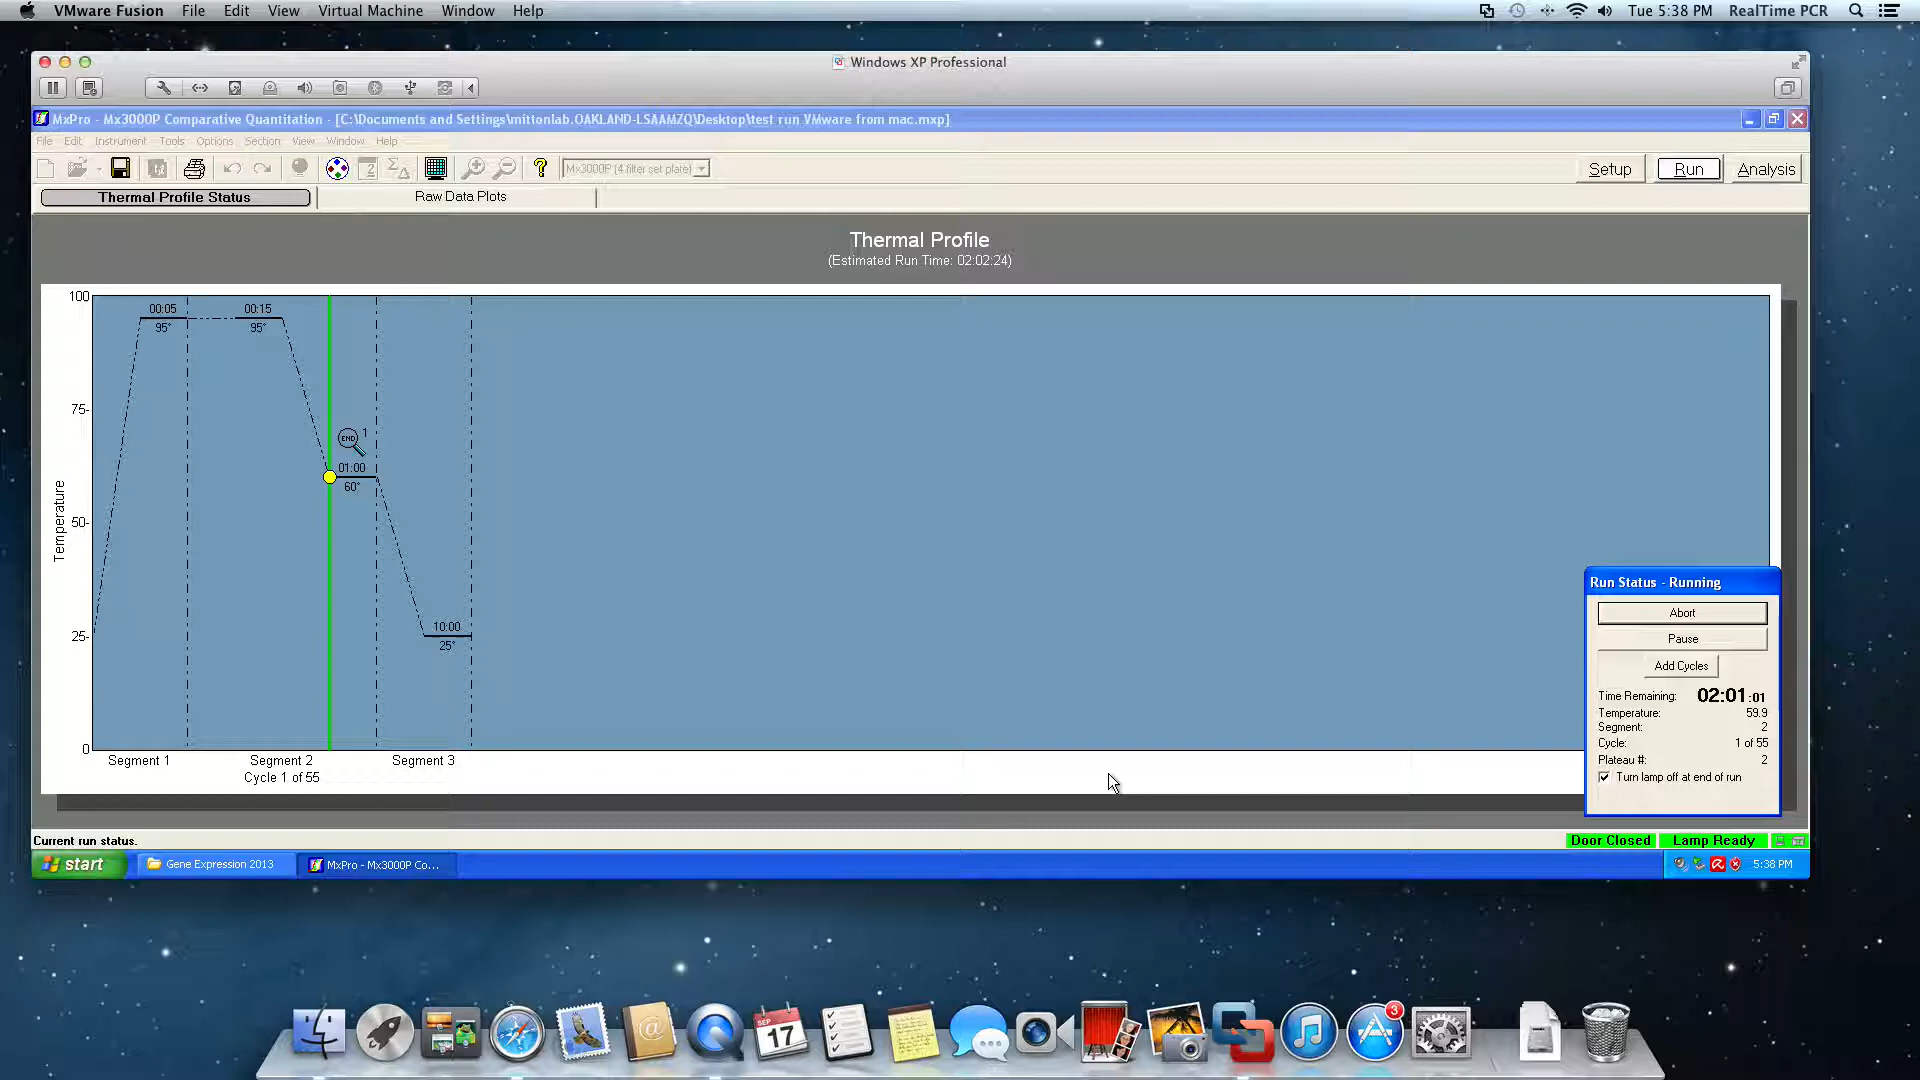 VMware Fusion File Edit View Virtual Machine Window Help Tue 5:38 PM RealTime PCR
Windows XP Professional
MxPro - Mx3000P Comparative Quantitation - [C:\Documents and Settings\mittonlab.OAKLAND-LSAAMZQ\Desktop\test run VMware from mac.mxp]
File Edit Instrument Tools Options Section View Window Help
Mx3000P (4 filter set plate)
Setup Run Analysis
Thermal Profile Status Raw Data Plots
Thermal Profile
(Estimated Run Time: 02:02:24)
100
00:05 00:15
95° 95°
75-
END 1
01:00
60°
50-
Temperature
10:00
25-
25°
0
Segment 1 Segment 2 Segment 3
Cycle 1 of 55
Run Status - Running
Abort
Pause
Add Cycles
Time Remaining: 02:01:01
Temperature: 59.9
Segment: 2
Cycle: 1 of 55
Plateau #: 2
Turn lamp off at end of run
Current run status. Door Closed Lamp Ready
start Gene Expression 2013 MxPro - Mx3000P Co... 5:38 PM
SEP
17
3